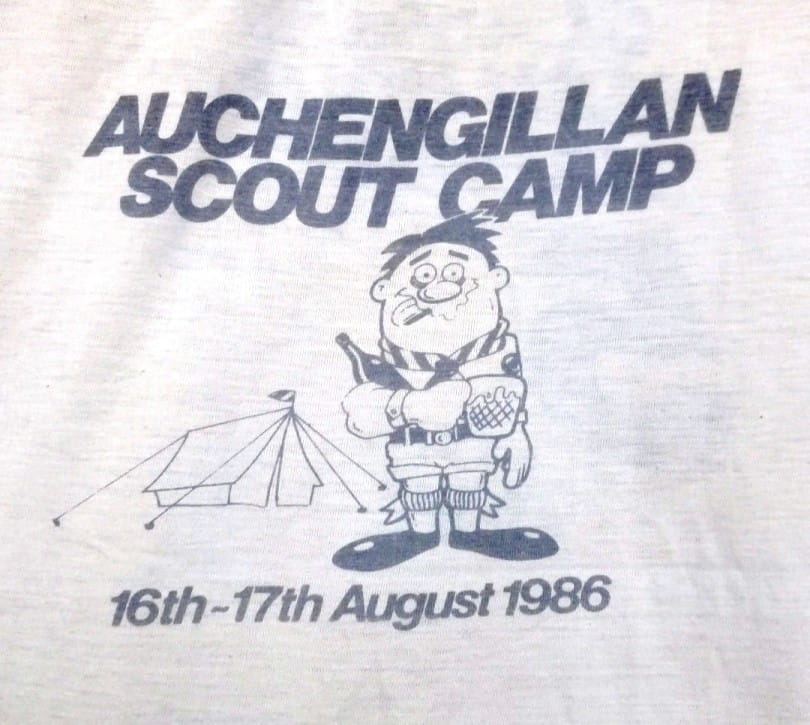 AUCHENGILLAN
SCOUT CAMP
16th~17th August 1986